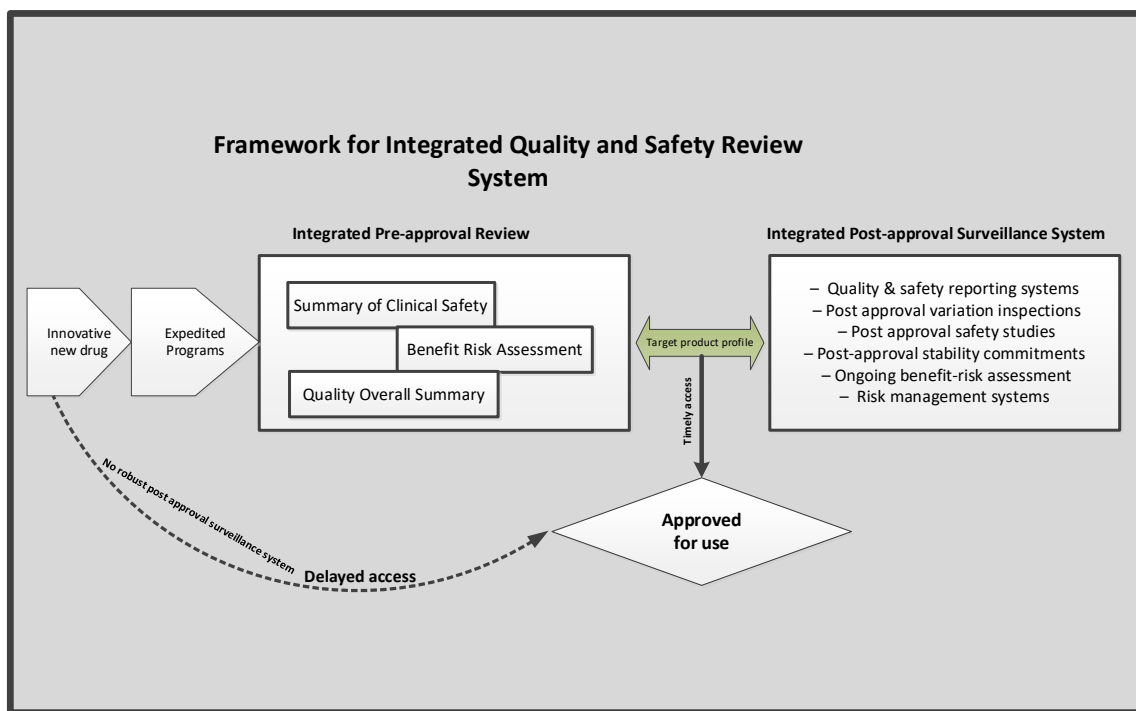 Framework for Integrated Quality and Safety Review
System
Integrated Pre-approval Review
Integrated Post-approval Surveillance System
Innovative
new drug
Expedited
Programs
Summary of Clinical Safety
Benefit Risk Assessment
Quality Overall Summary
Target product profile
– Quality & safety reporting systems
– Post approval variation inspections
– Post approval safety studies
– Post-approval stability commitments
– Ongoing benefit-risk assessment
– Risk management systems
Timely access
No robust post approval surveillance system
Delayed access
Approved
for use